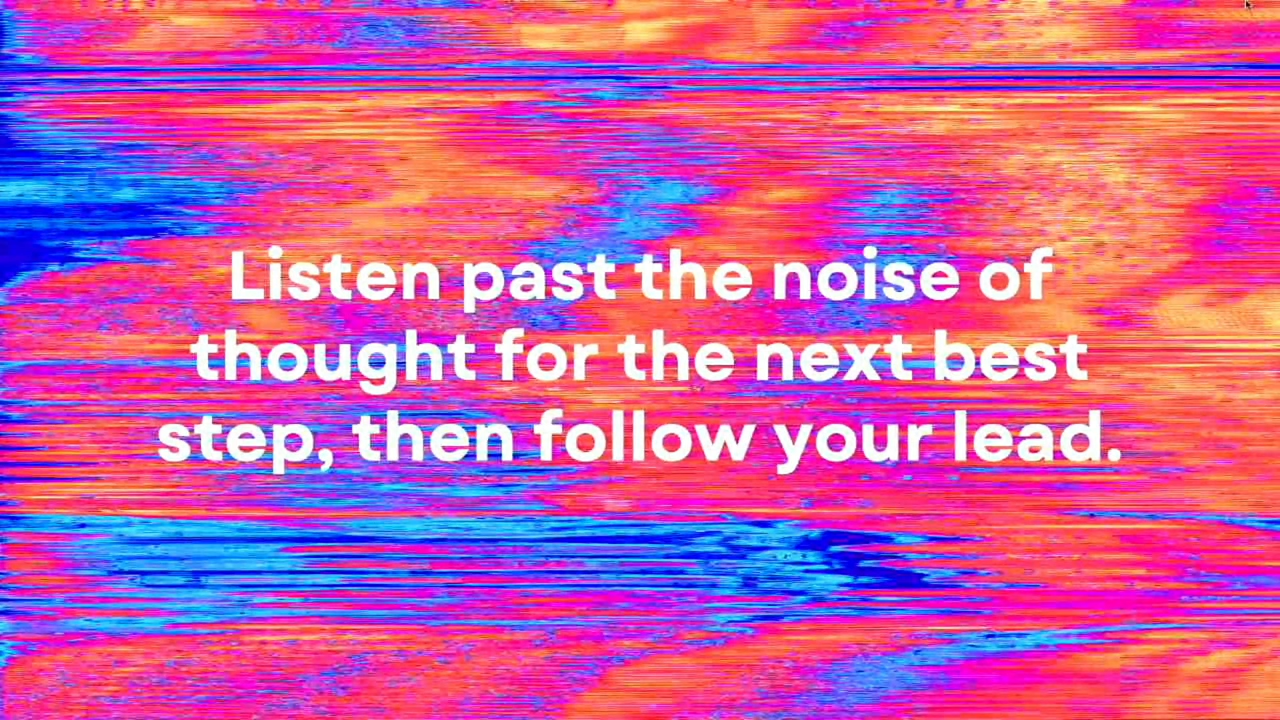 Listen past the noise of
thought for the next best
step, then follow your lead.